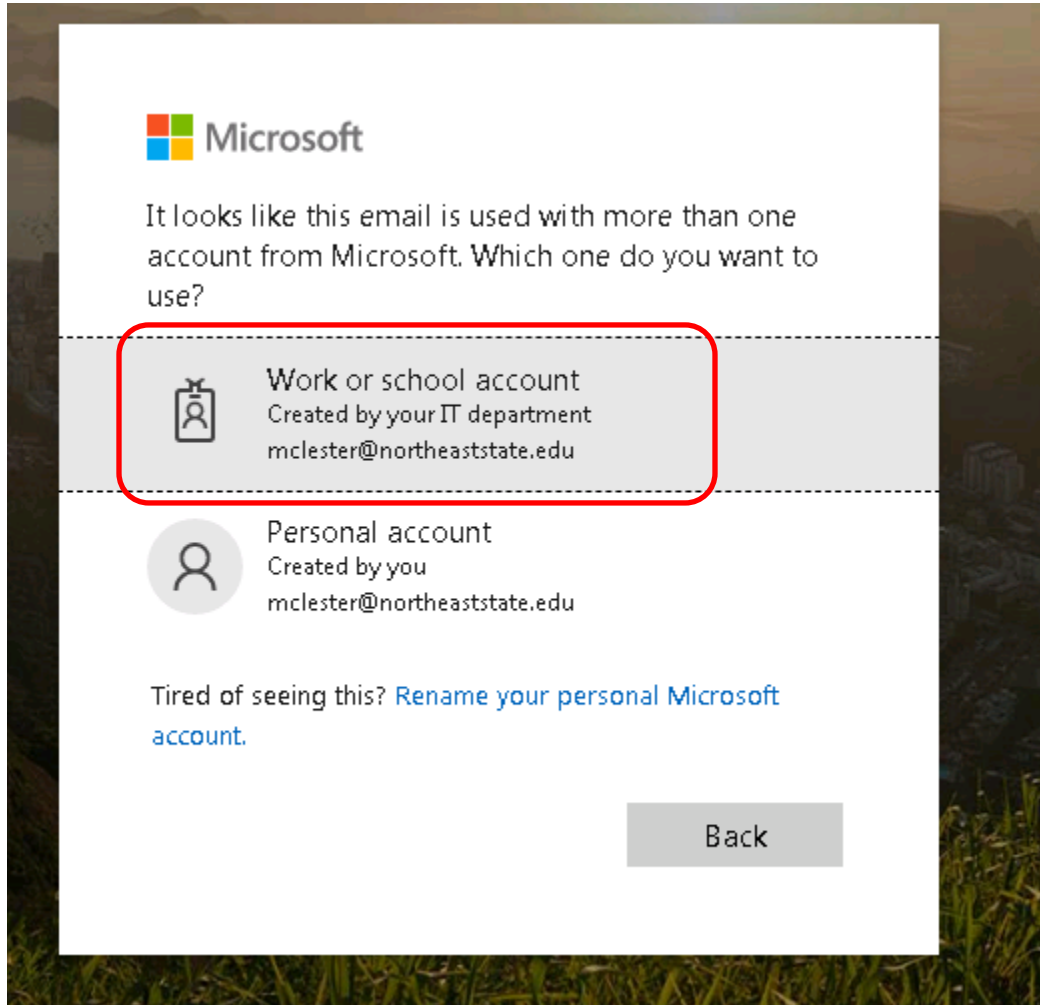 Microsoft
It looks like this email is used with more than one
account from Microsoft. Which one do you want to
use?
Work or school account
Created by your IT department
mclester@northeaststate.edu
Personal account
Created by you
mclester@northeaststate.edu
Tired of seeing this? Rename your personal Microsoft
account.
Back